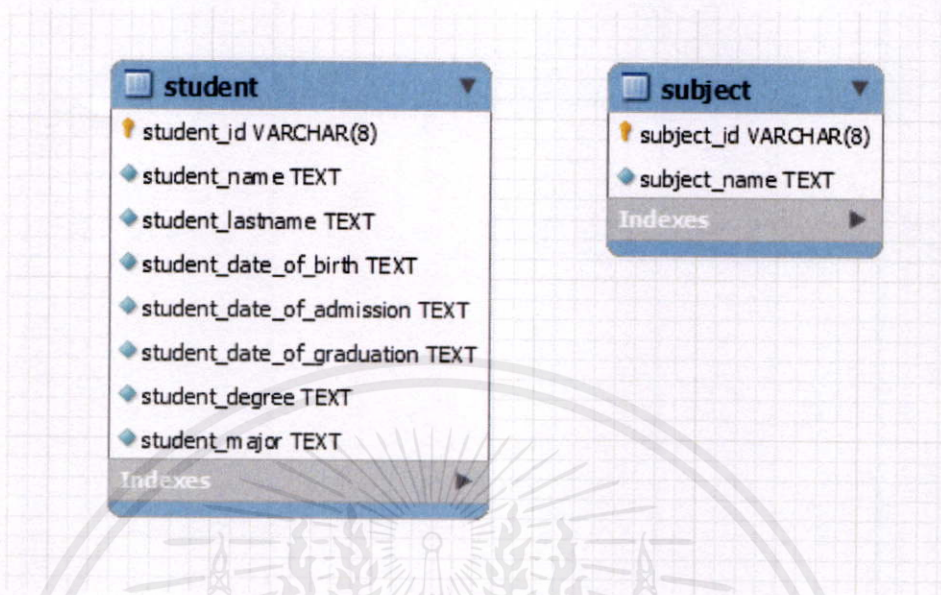 student
student_id VARCHAR(8)
student_name TEXT
student_lastname TEXT
student_date_of_birth TEXT
student_date_of_admission TEXT
student_date_of_graduation TEXT
student_degree TEXT
student_major TEXT
Indexes
subject
subject_id VARCHAR(8)
subject_name TEXT
Indexes